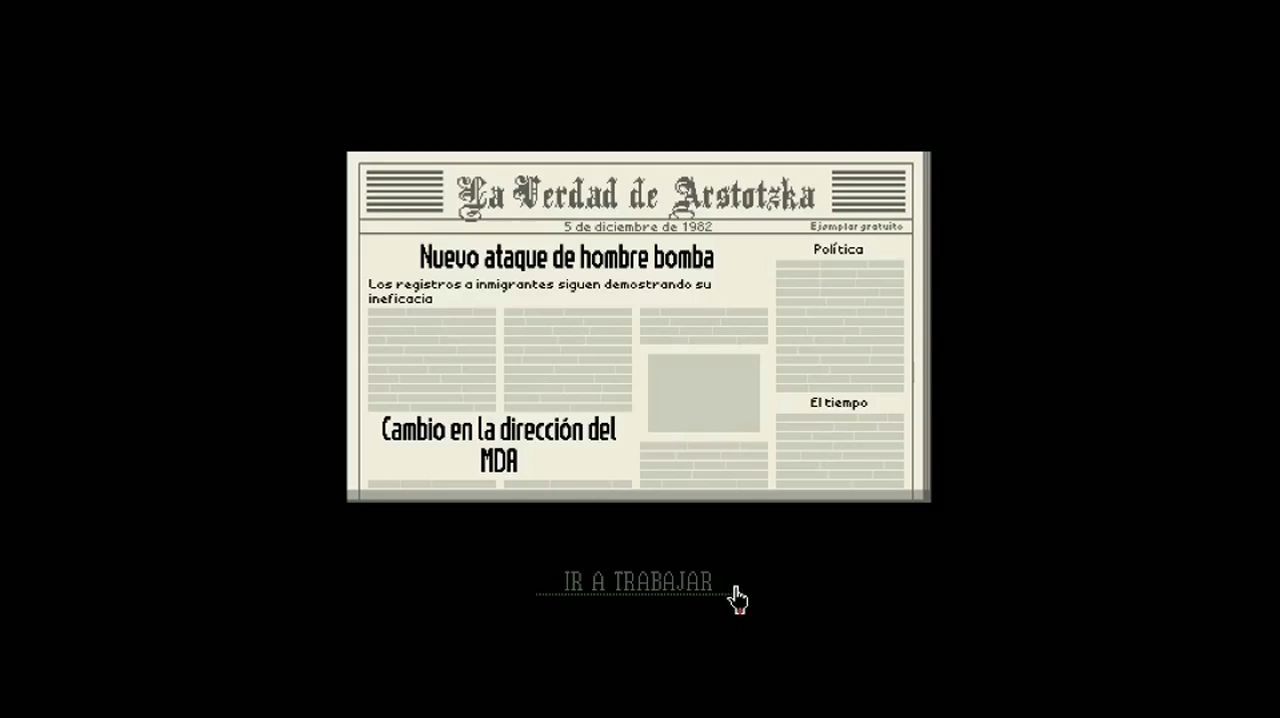 La Verdad de Arstotzka
5 de diciembre de 1982
Ejemplar gratuito
Nuevo ataque de hombre bomba
Los registros a inmigrantes siguen demostrando su
ineficacia
Cambio en la dirección del
MDA
Política
El tiempo
IR A TRABAJAR